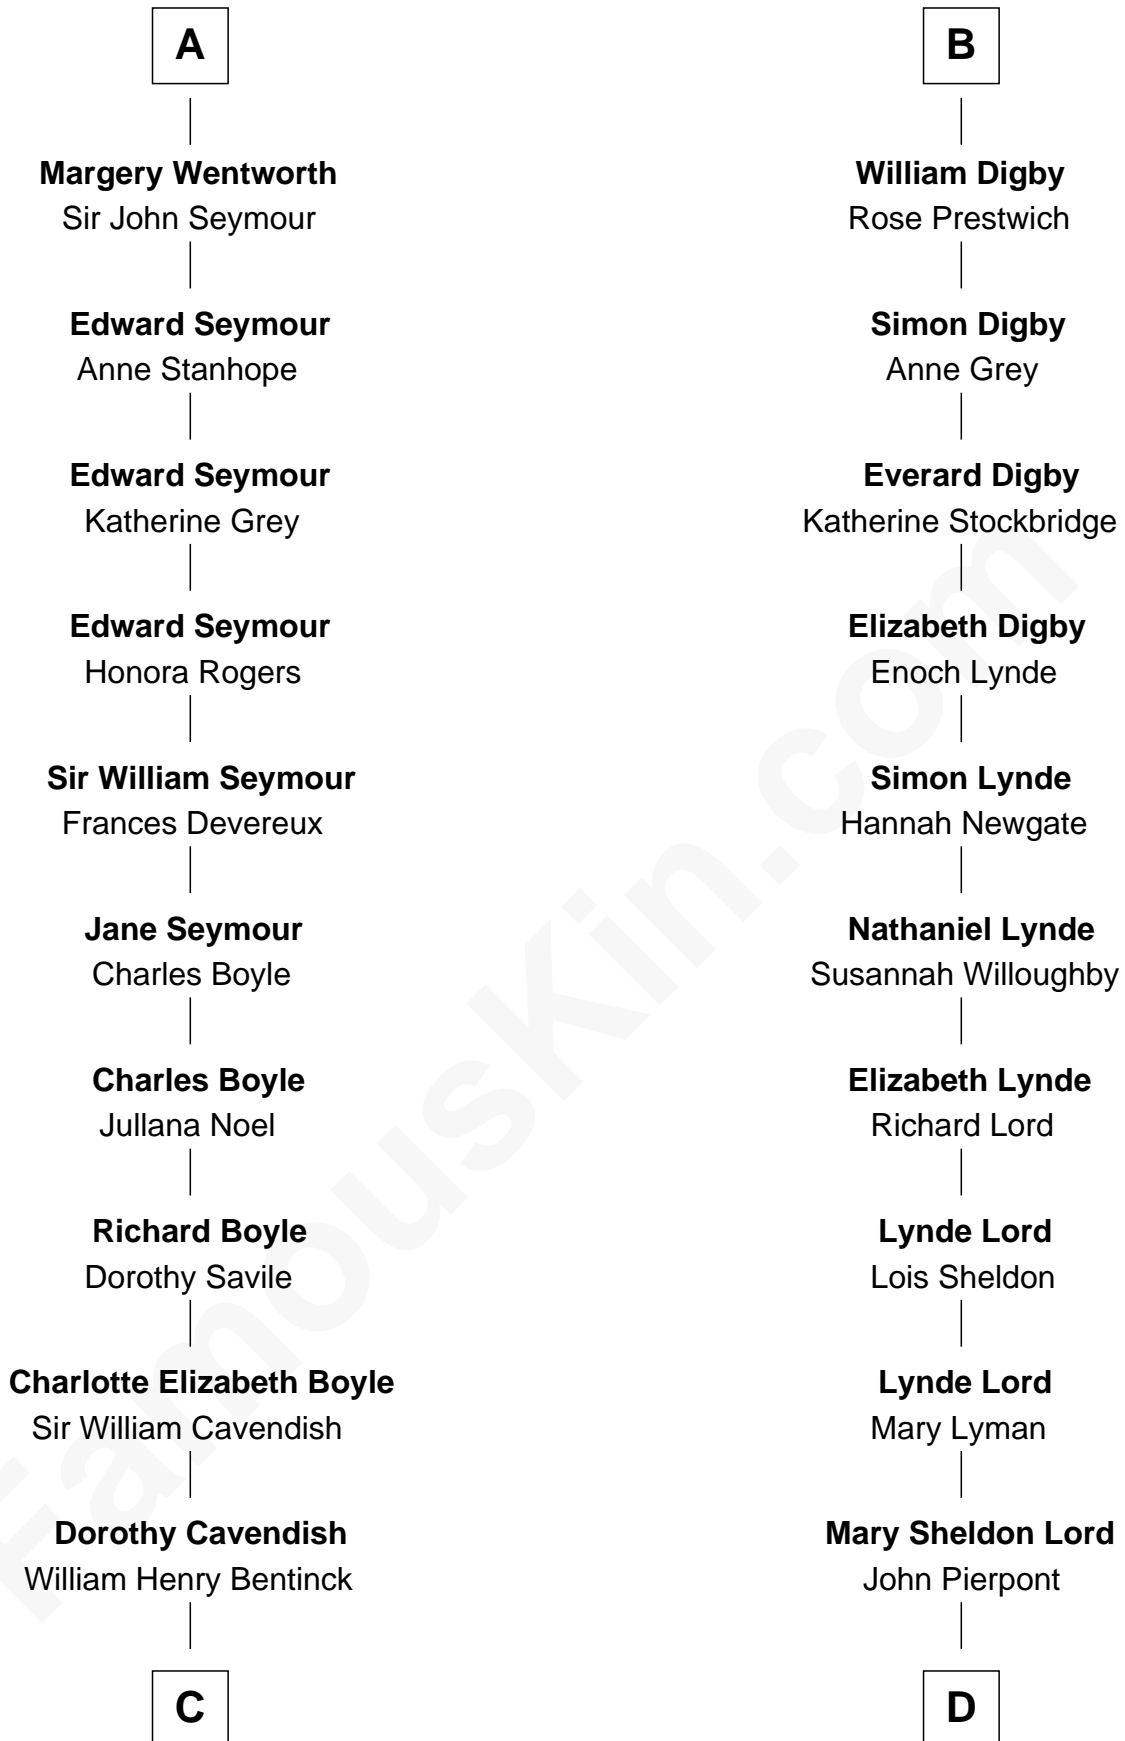 A
Margery Wentworth
Sir John Seymour
Edward Seymour
Anne Stanhope
Edward Seymour
Katherine Grey
Edward Seymour
Honora Rogers
Sir William Seymour
Frances Devereux
Jane Seymour
Charles Boyle
Charles Boyle
Jullana Noel
Richard Boyle
Dorothy Savile
Charlotte Elizabeth Boyle
Sir William Cavendish
Dorothy Cavendish
William Henry Bentinck
C
B
William Digby
Rose Prestwich
Simon Digby
Anne Grey
Everard Digby
Katherine Stockbridge
Elizabeth Digby
Enoch Lynde
Simon Lynde
Hannah Newgate
Nathaniel Lynde
Susannah Willoughby
Elizabeth Lynde
Richard Lord
Lynde Lord
Lois Sheldon
Lynde Lord
Mary Lyman
Mary Sheldon Lord
John Pierpont
D
FamousKin.com